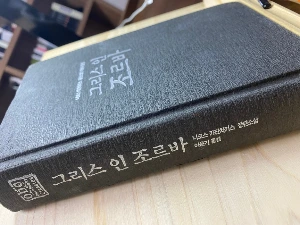 그리스인
조르바
그리스인 조르바
니코스 카잔차키스 장편소설
이윤기 옮김